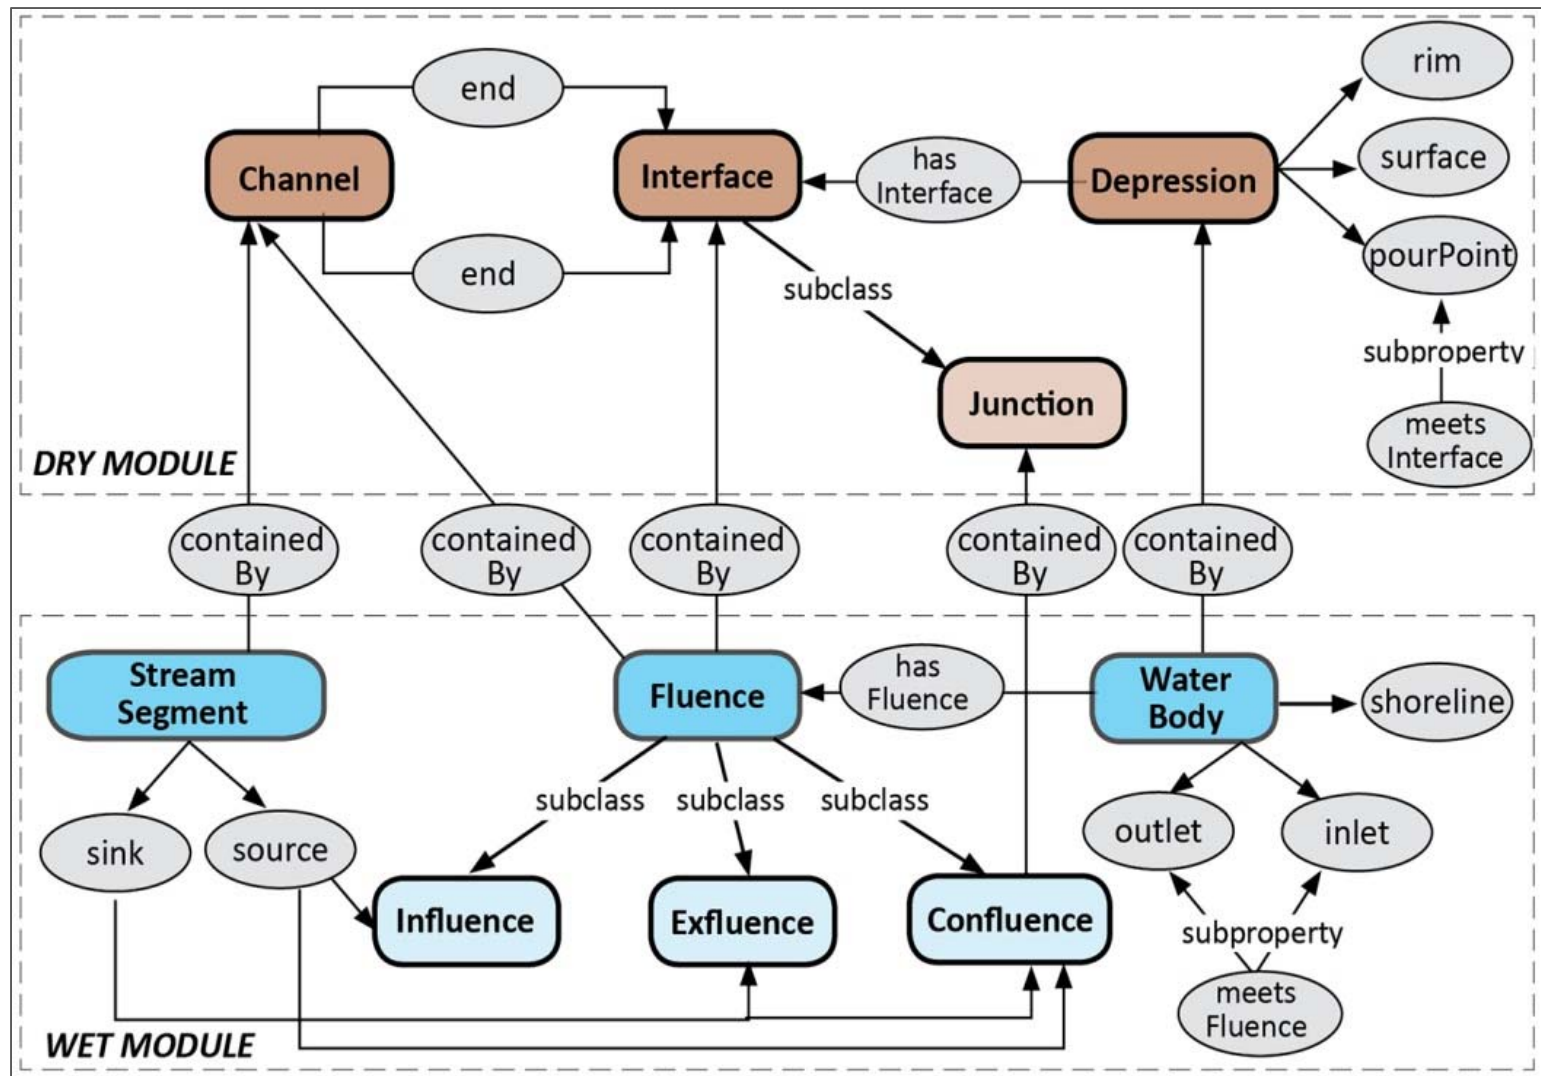 end
rim
Channel
Interface
has
Interface
Depression
surface
end
pourPoint
subclass
subproperty
Junction
meets
Interface
DRY MODULE
contained
By
contained
By
contained
By
contained
By
contained
By
Stream
Segment
Fluence
has
Fluence
Water
Body
shoreline
subclass
subclass
subclass
sink
source
outlet
inlet
Influence
Exfluence
Confluence
subproperty
meets
Fluence
WET MODULE